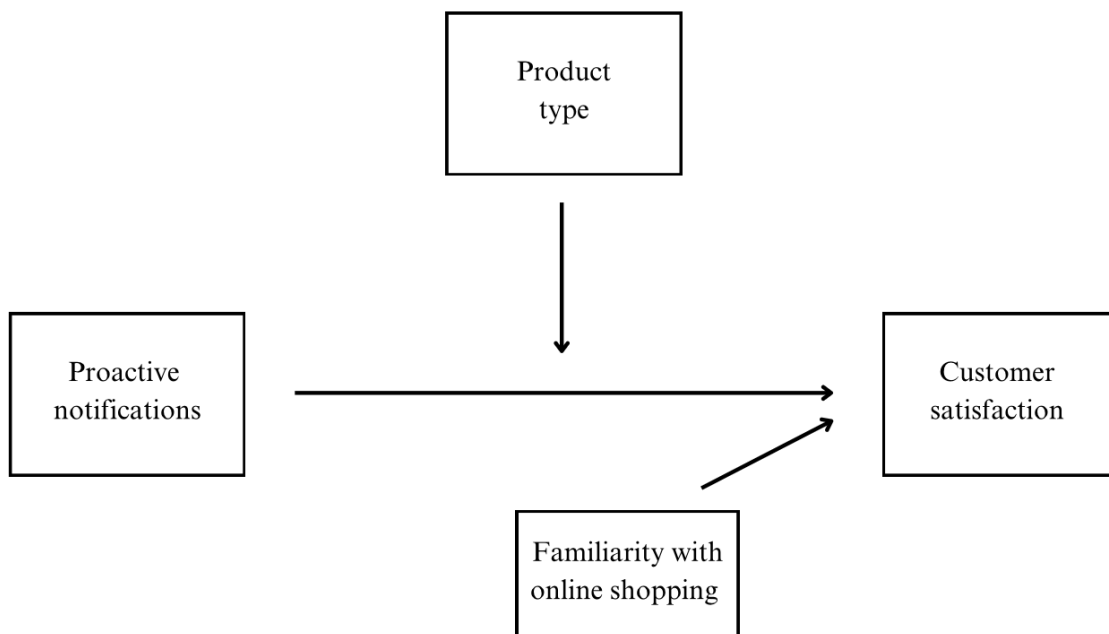 Product
type
Proactive
notifications
Customer
satisfaction
Familiarity with
online shopping